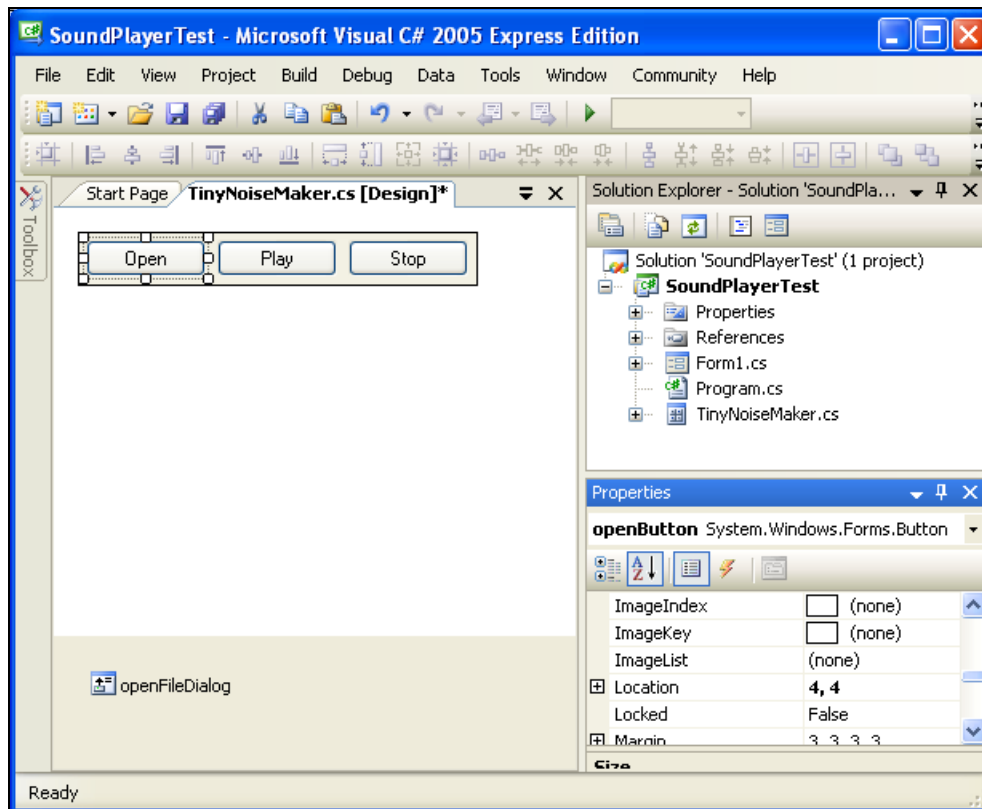 SoundPlayerTest - Microsoft Visual C# 2005 Express Edition
File Edit View Project Build Debug Data Tools Window Community Help
Toolbox
Start Page TinyNoiseMaker.cs [Design]*
Open Play Stop
openFileDialog
Solution Explorer - Solution 'SoundPla...
Solution 'SoundPlayerTest' (1 project)
SoundPlayerTest
Properties
References
Form1.cs
Program.cs
TinyNoiseMaker.cs
Properties
openButton System.Windows.Forms.Button
ImageIndex (none)
ImageKey (none)
ImageList (none)
Location 4, 4
Locked False
Margin 3, 3, 3, 3
Size
Ready